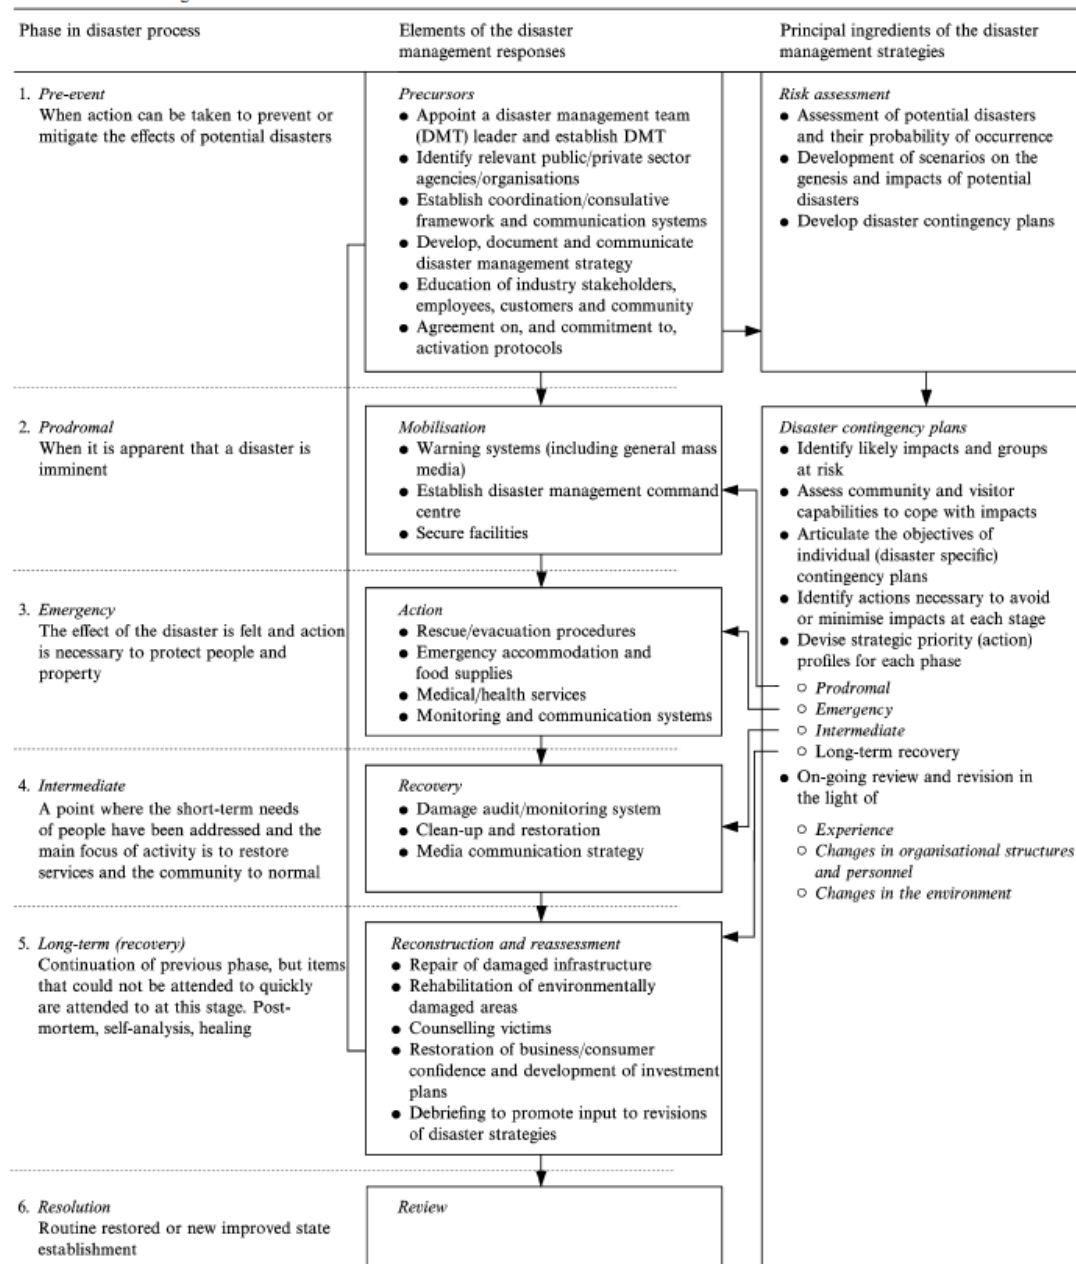 Phase in disaster process
Elements of the disaster
management responses
Principal ingredients of the disaster
management strategies
1. Pre-event
When action can be taken to prevent or
mitigate the effects of potential disasters
Precursors
● Appoint a disaster management team
(DMT) leader and establish DMT
● Identify relevant public/private sector
agencies/organisations
● Establish coordination/consulative
framework and communication systems
● Develop, document and communicate
disaster management strategy
● Education of industry stakeholders,
employees, customers and community
● Agreement on, and commitment to,
activation protocols
Risk assessment
● Assessment of potential disasters
and their probability of occurrence
● Development of scenarios on the
genesis and impacts of potential
disasters
● Develop disaster contingency plans
2. Prodromal
When it is apparent that a disaster is
imminent
Mobilisation
● Warning systems (including general mass
media)
● Establish disaster management command
centre
● Secure facilities
Disaster contingency plans
● Identify likely impacts and groups
at risk
● Assess community and visitor
capabilities to cope with impacts
● Articulate the objectives of
individual (disaster specific)
contingency plans
● Identify actions necessary to avoid
or minimise impacts at each stage
● Devise strategic priority (action)
profiles for each phase
○ Prodromal
○ Emergency
○ Intermediate
○ Long-term recovery
● On-going review and revision in
the light of
○ Experience
○ Changes in organisational structures
and personnel
○ Changes in the environment
3. Emergency
The effect of the disaster is felt and action
is necessary to protect people and
property
Action
● Rescue/evacuation procedures
● Emergency accommodation and
food supplies
● Medical/health services
● Monitoring and communication systems
4. Intermediate
A point where the short-term needs
of people have been addressed and the
main focus of activity is to restore
services and the community to normal
Recovery
● Damage audit/monitoring system
● Clean-up and restoration
● Media communication strategy
5. Long-term (recovery)
Continuation of previous phase, but items
that could not be attended to quickly
are attended to at this stage. Post-
mortem, self-analysis, healing
Reconstruction and reassessment
● Repair of damaged infrastructure
● Rehabilitation of environmentally
damaged areas
● Counselling victims
● Restoration of business/consumer
confidence and development of investment
plans
● Debriefing to promote input to revisions
of disaster strategies
6. Resolution
Routine restored or new improved state
establishment
Review